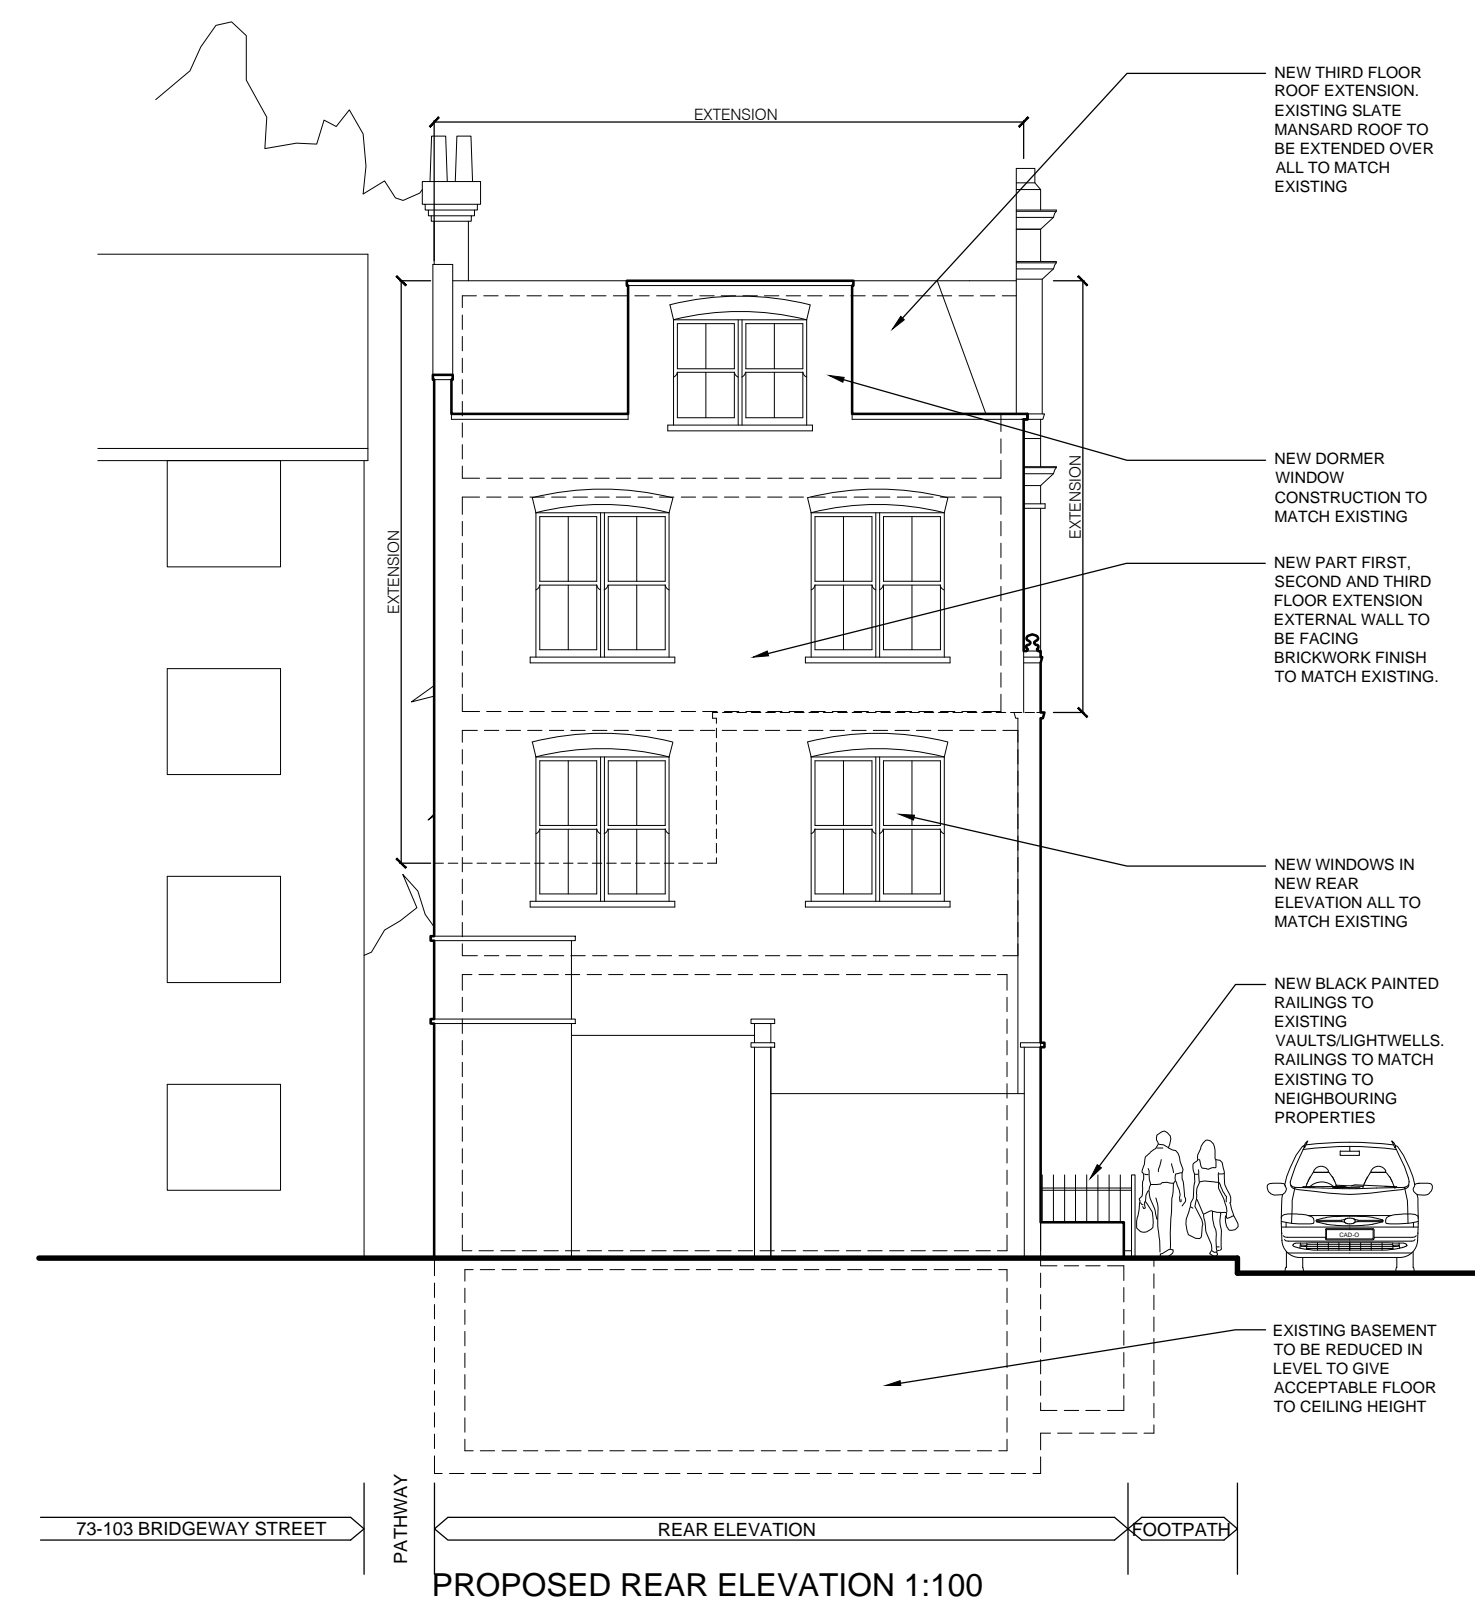 EXTENSION
NEW THIRD FLOOR
ROOF EXTENSION.
EXISTING SLATE
MANSARD ROOF TO
BE EXTENDED OVER
ALL TO MATCH
EXISTING
EXTENSION
EXTENSION
NEW DORMER
WINDOW
CONSTRUCTION TO
MATCH EXISTING
NEW PART FIRST,
SECOND AND THIRD
FLOOR EXTENSION
EXTERNAL WALL TO
BE FACING
BRICKWORK FINISH
TO MATCH EXISTING.
NEW WINDOWS IN
NEW REAR
ELEVATION ALL TO
MATCH EXISTING
NEW BLACK PAINTED
RAILINGS TO
EXISTING
VAULTS/LIGHTWELLS.
RAILINGS TO MATCH
EXISTING TO
NEIGHBOURING
PROPERTIES
CAD-D
EXISTING BASEMENT
TO BE REDUCED IN
LEVEL TO GIVE
ACCEPTABLE FLOOR
TO CEILING HEIGHT
73-103 BRIDGEWAY STREET
PATHWAY
REAR ELEVATION
FOOTPATH
PROPOSED REAR ELEVATION 1:100